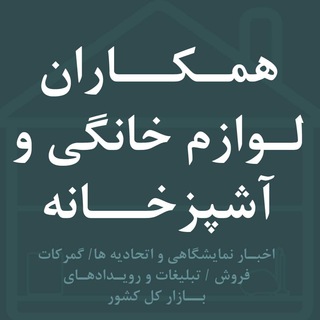 همکاران
لوازم خانگی و
آشپزخانه
اخبار نمایشگاهی و اتحادیه ها/ گمرکات
فروش / تبلیغات و رویدادهای
بازار کل کشور